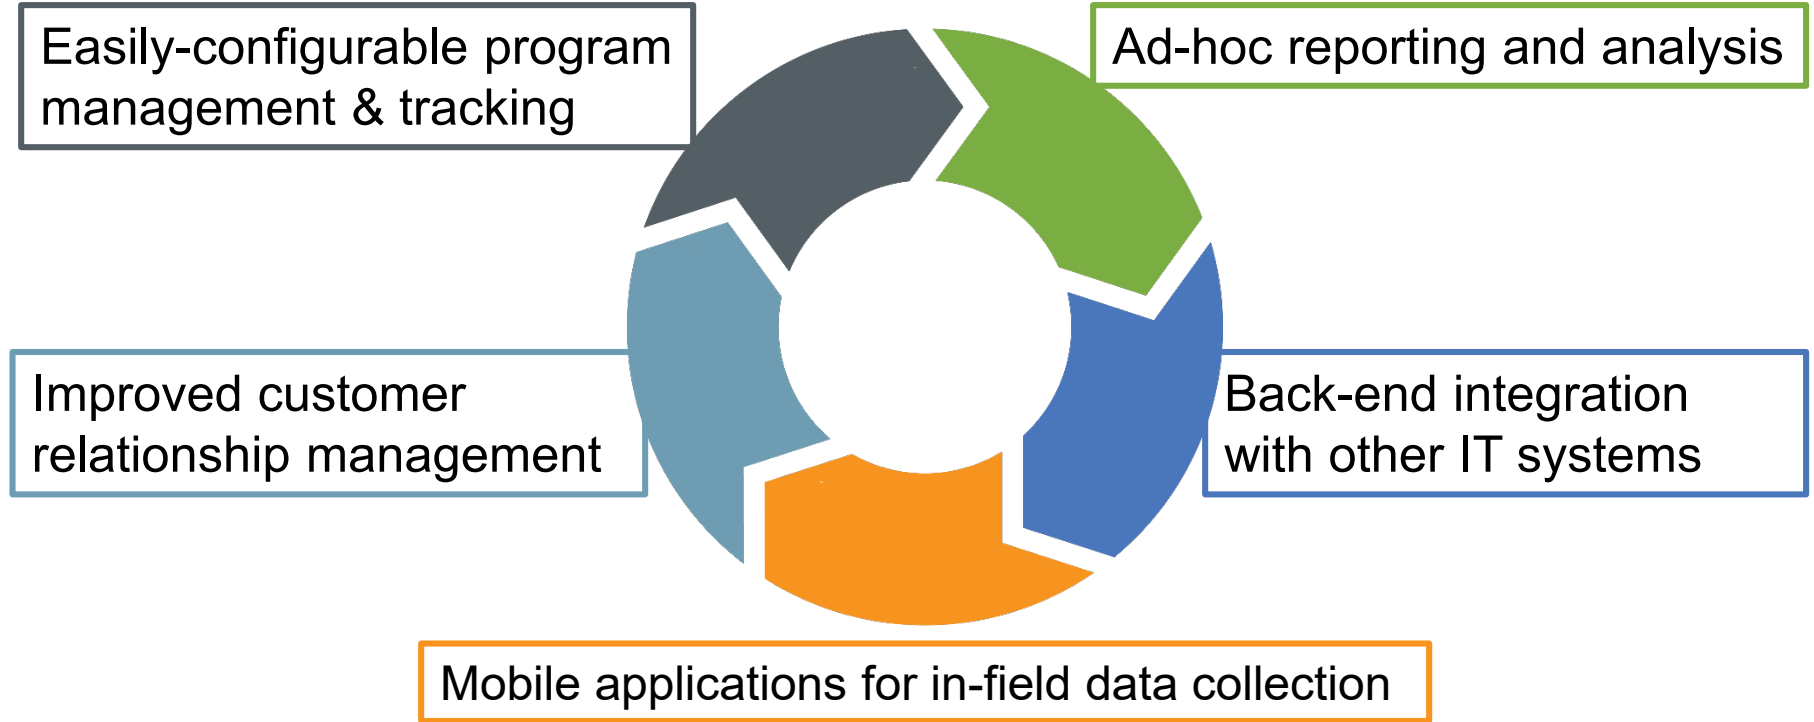 Easily-configurable program
management & tracking
Ad-hoc reporting and analysis
Improved customer
relationship management
Back-end integration
with other IT systems
Mobile applications for in-field data collection